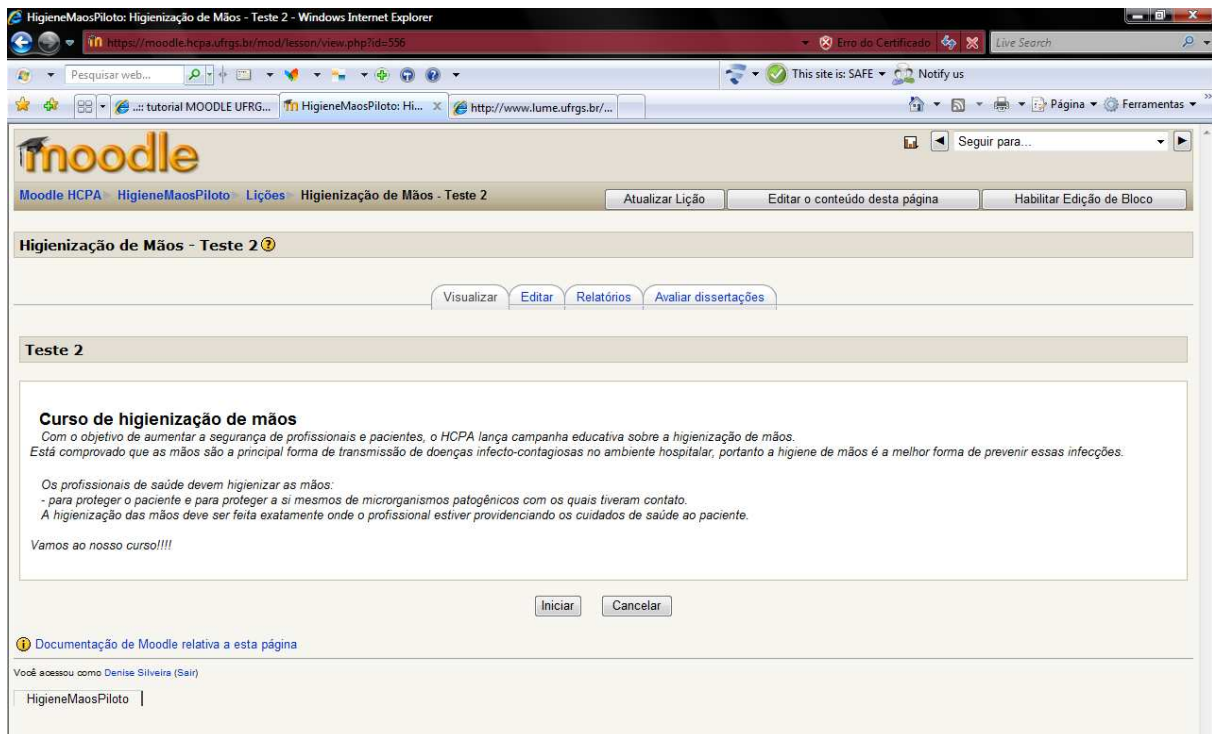 HigieneMaosPiloto: Higienização de Mãos - Teste 2 - Windows Internet Explorer
https://moodle.hcpa.ufrgs.br/mod/lesson/view.php?id=556
Erro do Certificado
Live Search
Pesquisar web...
This site is: SAFE
Notify us
..:: tutorial MOODLE UFRG...
HigieneMaosPiloto: Hi...
http://www.lume.ufrgs.br/...
Página
Ferramentas
moodle
Seguir para...
Moodle HCPA HigieneMaosPiloto Lições Higienização de Mãos - Teste 2
Atualizar Lição
Editar o conteúdo desta página
Habilitar Edição de Bloco
Higienização de Mãos - Teste 2
Visualizar
Editar
Relatórios
Avaliar dissertações
Teste 2
Curso de higienização de mãos
Com o objetivo de aumentar a segurança de profissionais e pacientes, o HCPA lança campanha educativa sobre a higienização de mãos.
Está comprovado que as mãos são a principal forma de transmissão de doenças infecto-contagiosas no ambiente hospitalar, portanto a higiene de mãos é a melhor forma de prevenir essas infecções.
Os profissionais de saúde devem higienizar as mãos:
- para proteger o paciente e para proteger a si mesmos de microrganismos patogênicos com os quais tiveram contato.
A higienização das mãos deve ser feita exatamente onde o profissional estiver providenciando os cuidados de saúde ao paciente.
Vamos ao nosso curso!!!!
Iniciar
Cancelar
Documentação de Moodle relativa a esta página
Você acessou como Denise Silveira (Sair)
HigieneMaosPiloto